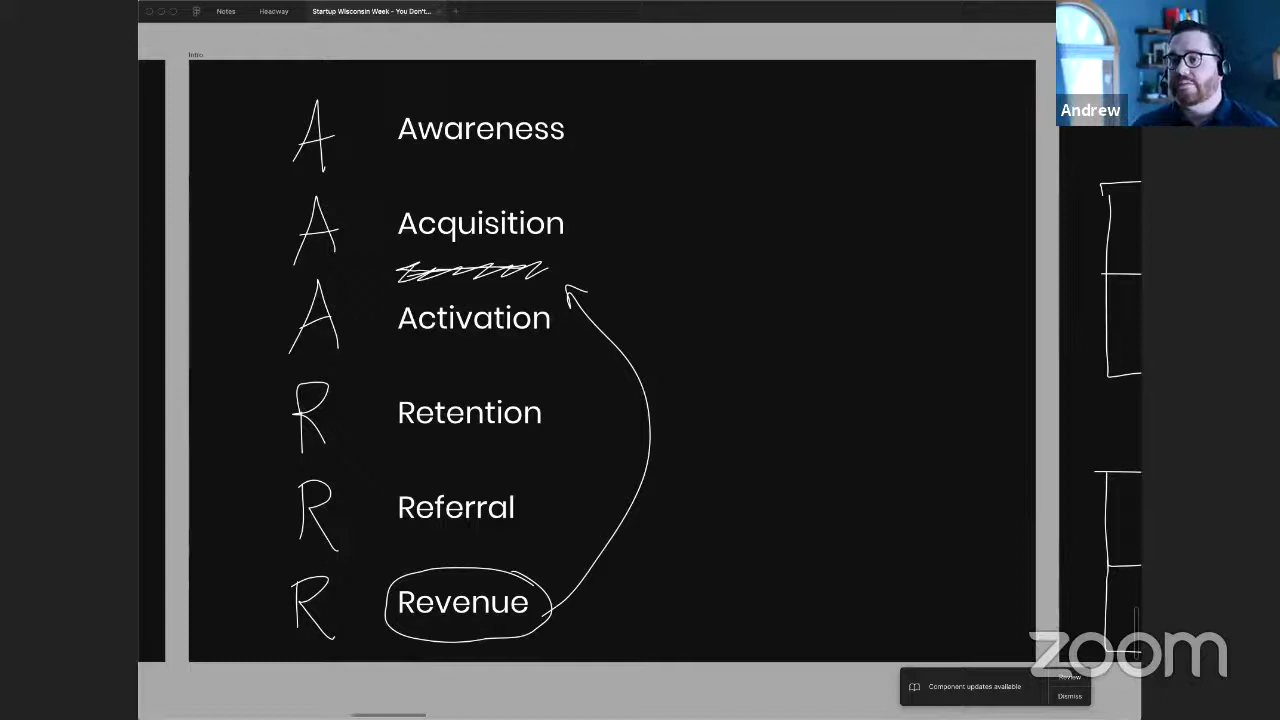 Notes Headway Startup Wisconsin Week - You Don't...
Intro
Andrew
A Awareness
A Acquisition
A Activation
R Retention
R Referral
R Revenue
zoom
Review
Component updates available
Dismiss